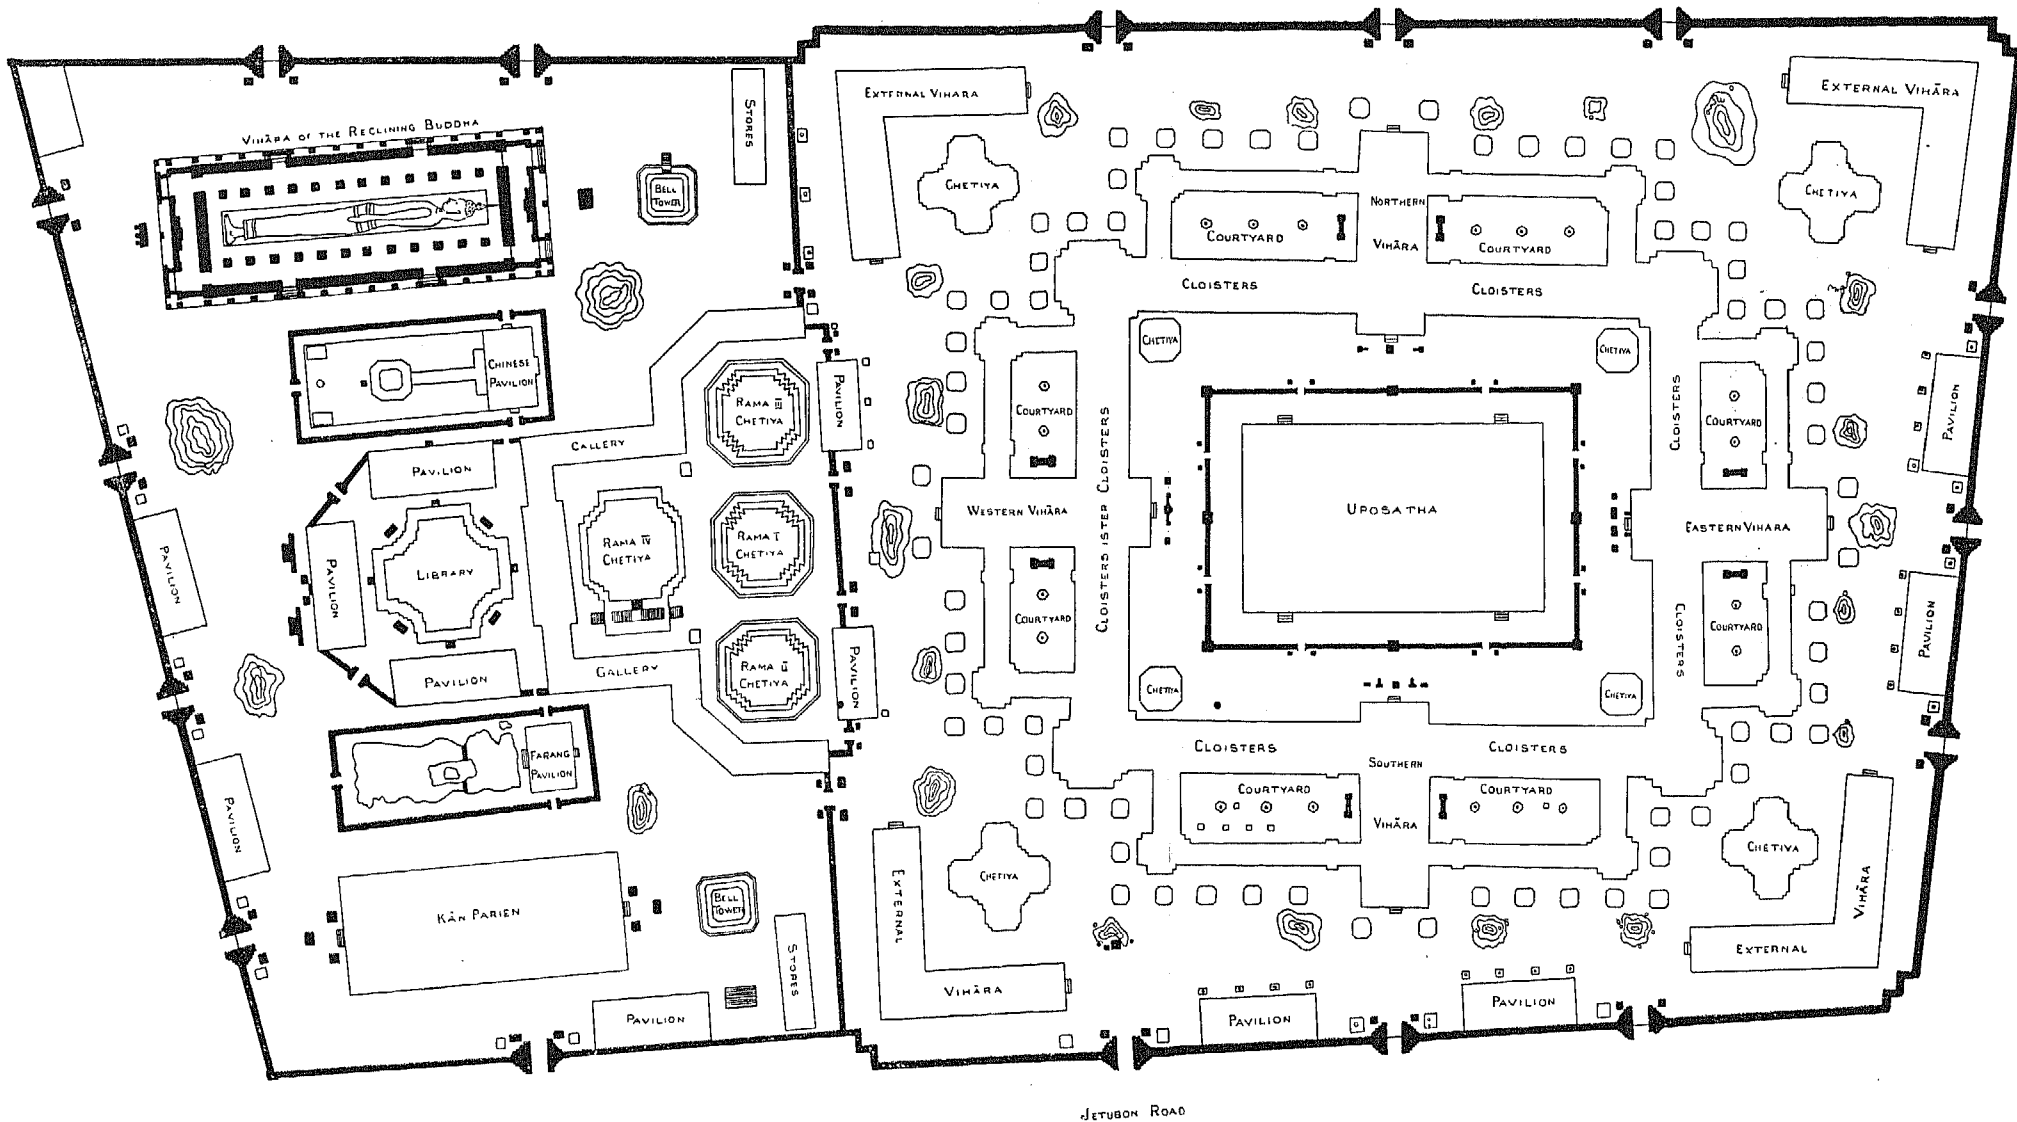 VIHĀRA OF THE RECLINING BUDDHA
STORES
BELL
TOWER
EXTERNAL VIHARA
EXTERNAL VIHĀRA
CHETIYA
CHETIYA
NORTHERN
VIHĀRA
COURTYARD
COURTYARD
CLOISTERS
CLOISTERS
CHINESE
PAVILION
GALLERY
RAMA III
CHETIYA
PAVILION
CHETIYA
CHETIYA
COURTYARD
CLOISTERS
COURTYARD
PAVILION
PAVILION
PAVILION
PAVILION
LIBRARY
RAMA IV
CHETIYA
RAMA I
CHETIYA
WESTERN VIHĀRA
CLOISTERS ISTER CLOISTERS
UPOSATHA
EASTERN VIHARA
PAVILION
PAVILION
GALLERY
RAMA II
CHETIYA
PAVILION
COURTYARD
CLOISTERS
COURTYARD
CHETIYA
CHETIYA
FARANG
PAVILION
PAVILION
CLOISTERS
CLOISTERS
SOUTHERN
VIHĀRA
COURTYARD
COURTYARD
KĀN PARIEN
BELL
TOWER
STORES
PAVILION
EXTERNAL
VIHĀRA
CHETIYA
CHETIYA
VIHĀRA
EXTERNAL
PAVILION
PAVILION
JETUBON ROAD